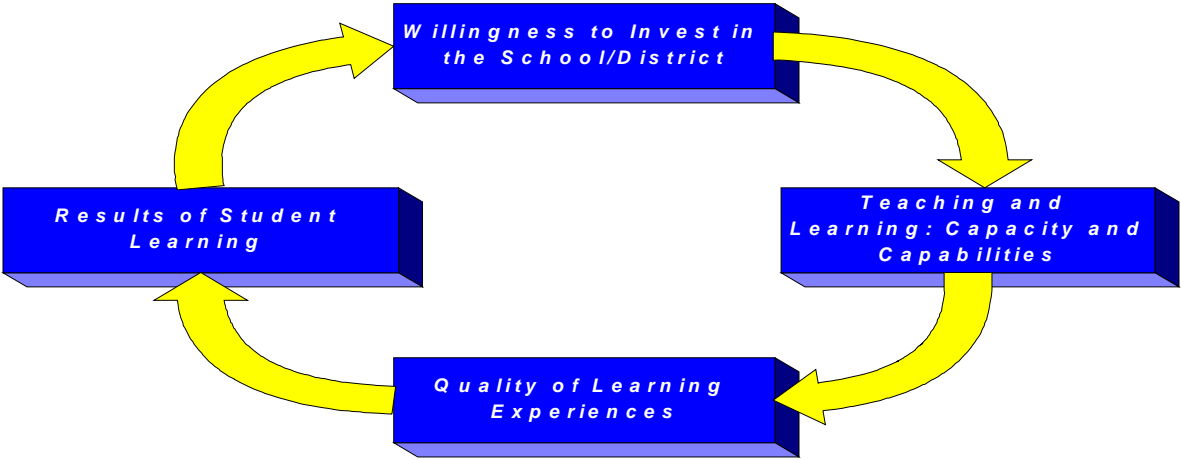 Willingness to Invest in
the School/District
Results of Student
Learning
Teaching and
Learning: Capacity and
Capabilities
Quality of Learning
Experiences